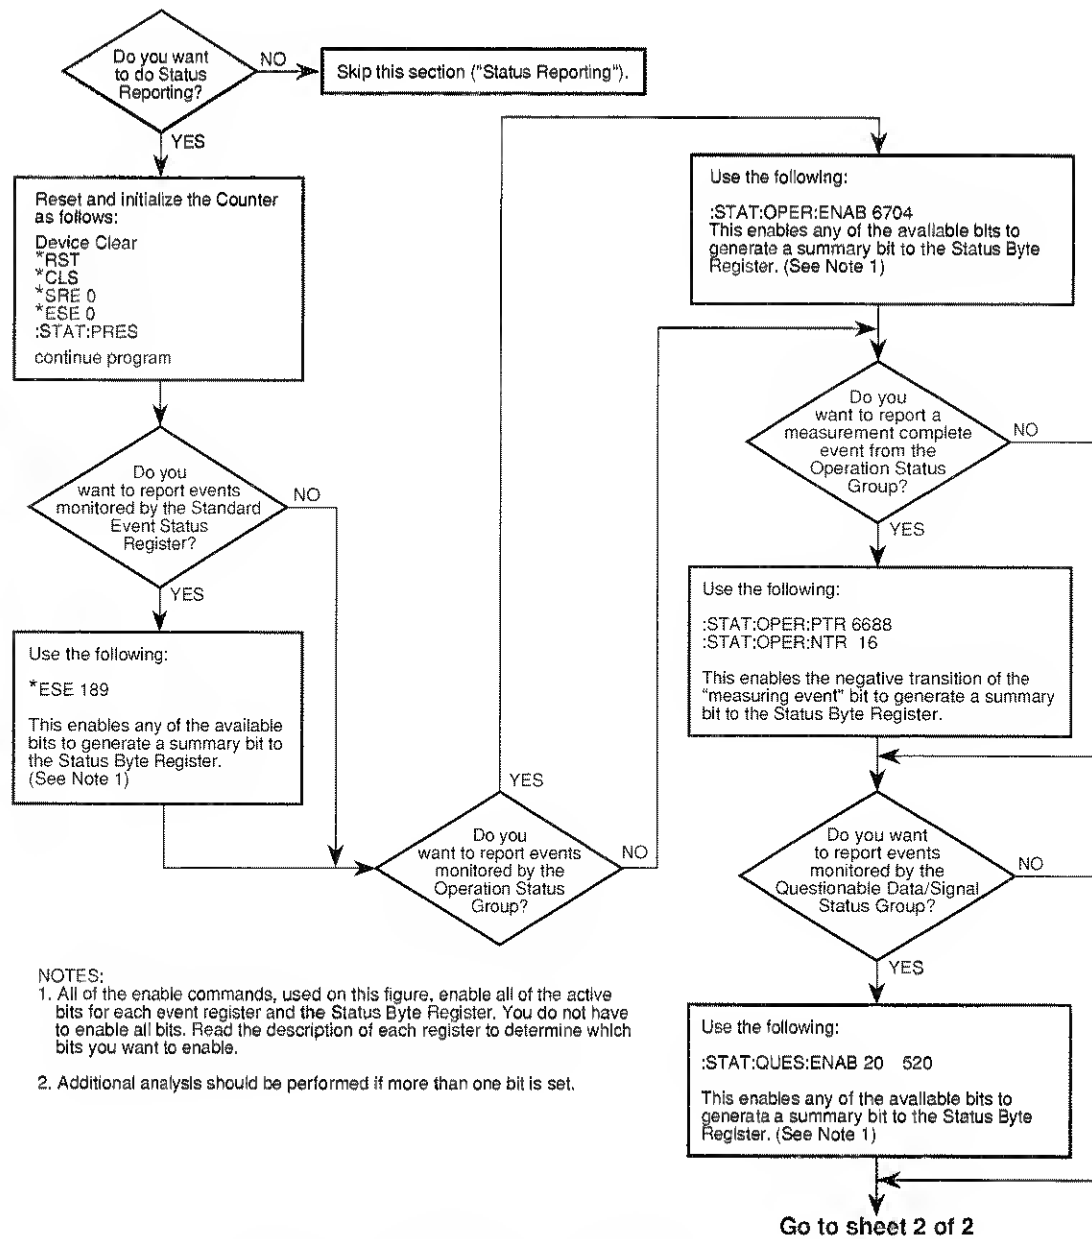 Do you want
to do Status
Reporting?
NO
Skip this section ("Status Reporting").
YES
Reset and initialize the Counter
as follows:
Device Clear
*RST
*CLS
*SRE 0
*ESE 0
:STAT:PRES
continue program
Do you
want to report events
monitored by the Standard
Event Status
Register?
NO
YES
Use the following:
*ESE 189
This enables any of the available
bits to generate a summary bit to
the Status Byte Register.
(See Note 1)
Do you
want to report events
monitored by the
Operation Status
Group?
YES
NO
Use the following:
:STAT:OPER:ENAB 6704
This enables any of the available bits to
generate a summary bit to the Status Byte
Register. (See Note 1)
Do you
want to report a
measurement complete
event from the
Operation Status
Group?
NO
YES
Use the following:
:STAT:OPER:PTR 6688
:STAT:OPER:NTR 16
This enables the negative transition of the
"measuring event" bit to generate a summary
bit to the Status Byte Register.
Do you want
to report events
monitored by the
Questionable Data/Signal
Status Group?
NO
YES
Use the following:
:STAT:QUES:ENAB 20 520
This enables any of the available bits to
generata a summary bit to the Status Byte
Register. (See Note 1)
Go to sheet 2 of 2
NOTES:
1. All of the enable commands, used on this figure, enable all of the active
bits for each event register and the Status Byte Register. You do not have
to enable all bits. Read the description of each register to determine which
bits you want to enable.
2. Additional analysis should be performed if more than one bit is set.